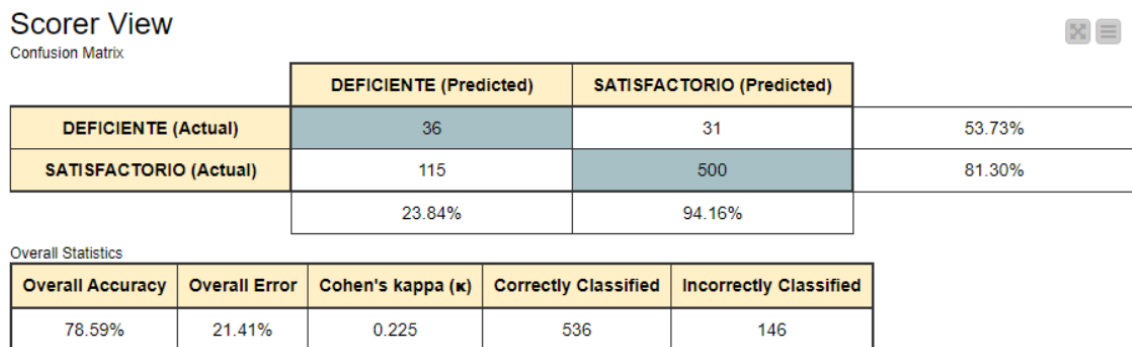 Scorer View
Confusion Matrix
DEFICIENTE (Predicted) SATISFACTORIO (Predicted)
DEFICIENTE (Actual) 36 31 53.73%
SATISFACTORIO (Actual) 115 500 81.30%
23.84% 94.16%
Overall Statistics
Overall Accuracy Overall Error Cohen's kappa (κ) Correctly Classified Incorrectly Classified
78.59% 21.41% 0.225 536 146